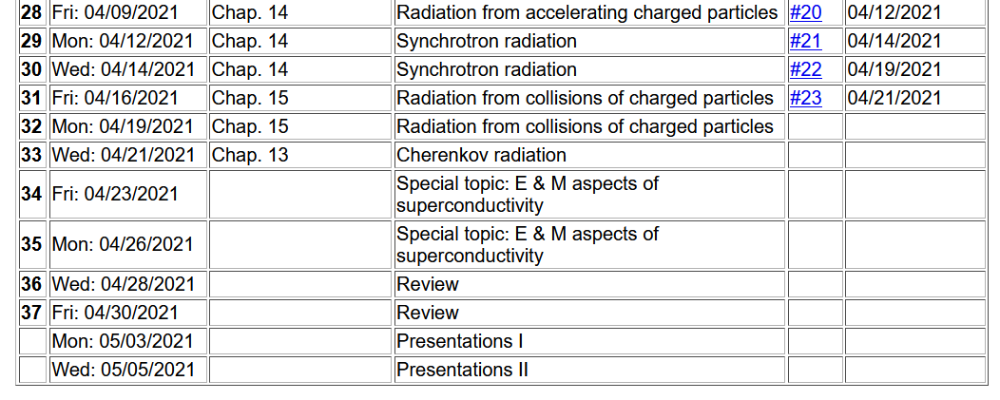 28 Fri: 04/09/2021 Chap. 14 Radiation from accelerating charged particles #20 04/12/2021
29 Mon: 04/12/2021 Chap. 14 Synchrotron radiation #21 04/14/2021
30 Wed: 04/14/2021 Chap. 14 Synchrotron radiation #22 04/19/2021
31 Fri: 04/16/2021 Chap. 15 Radiation from collisions of charged particles #23 04/21/2021
32 Mon: 04/19/2021 Chap. 15 Radiation from collisions of charged particles
33 Wed: 04/21/2021 Chap. 13 Cherenkov radiation
34 Fri: 04/23/2021 Special topic: E & M aspects of
superconductivity
35 Mon: 04/26/2021 Special topic: E & M aspects of
superconductivity
36 Wed: 04/28/2021 Review
37 Fri: 04/30/2021 Review
Mon: 05/03/2021 Presentations I
Wed: 05/05/2021 Presentations II